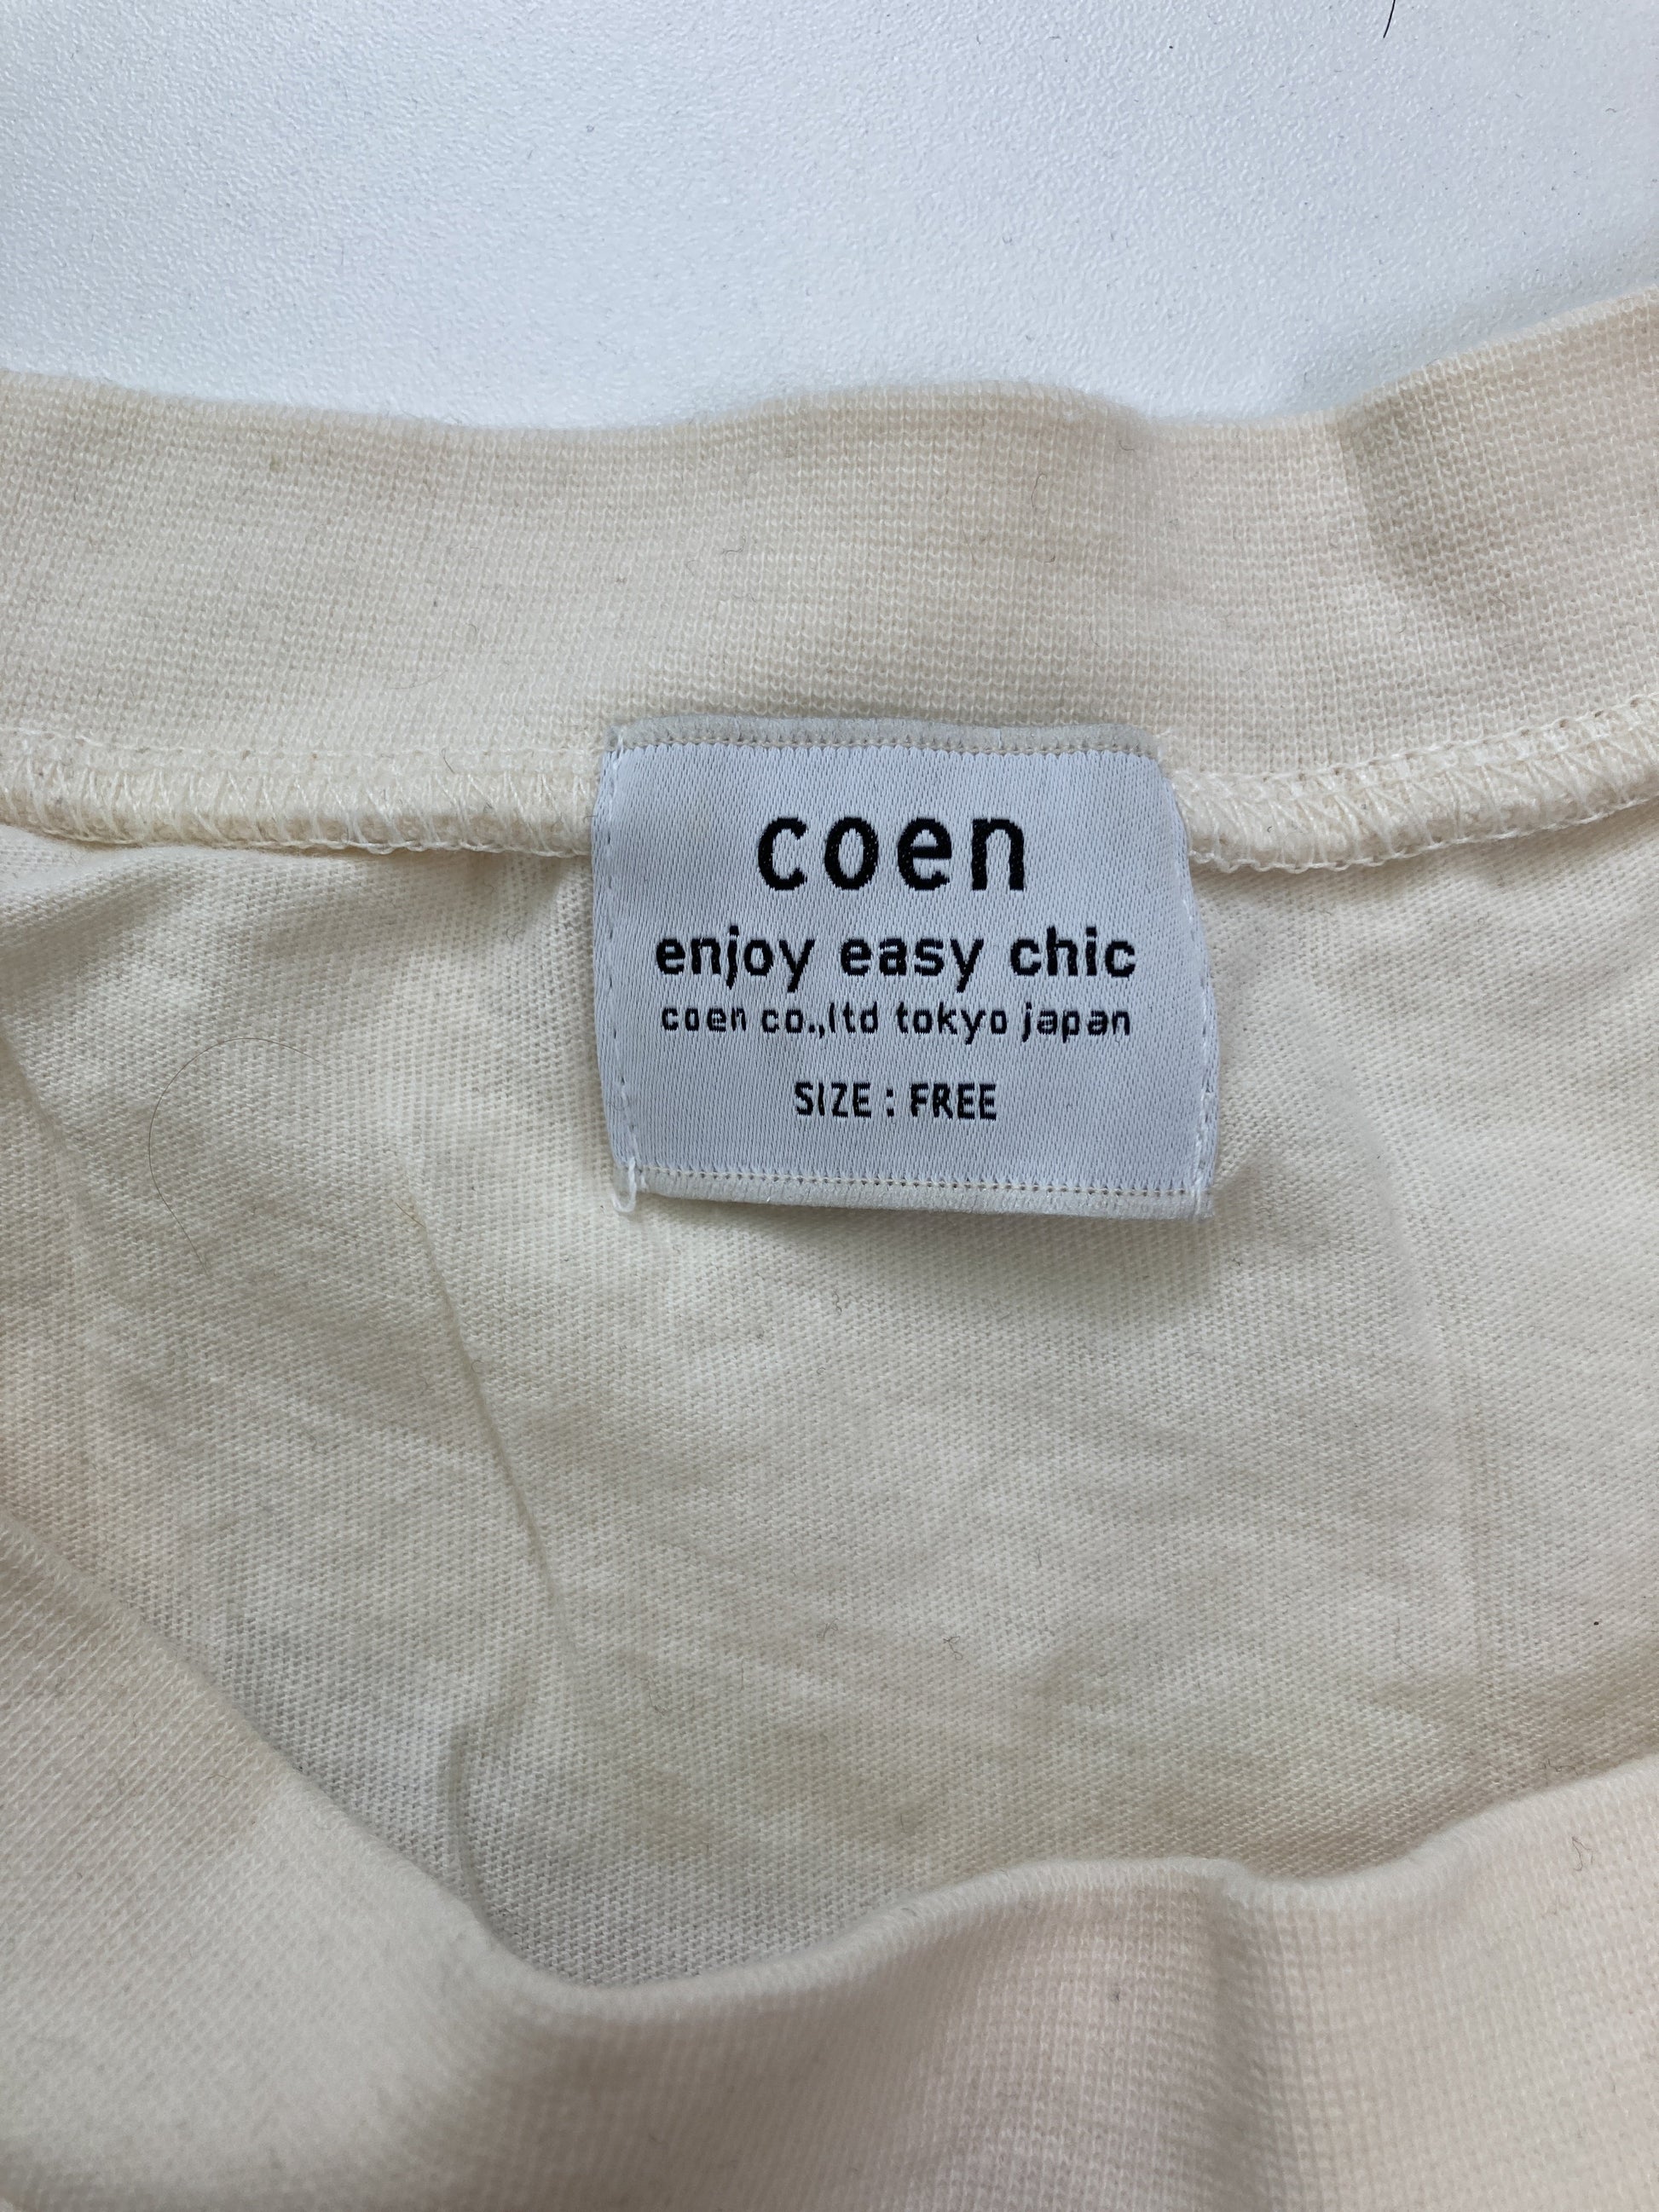 coen
enjoy easy chic
coen co.,ltd tokyo japan
SIZE : FREE